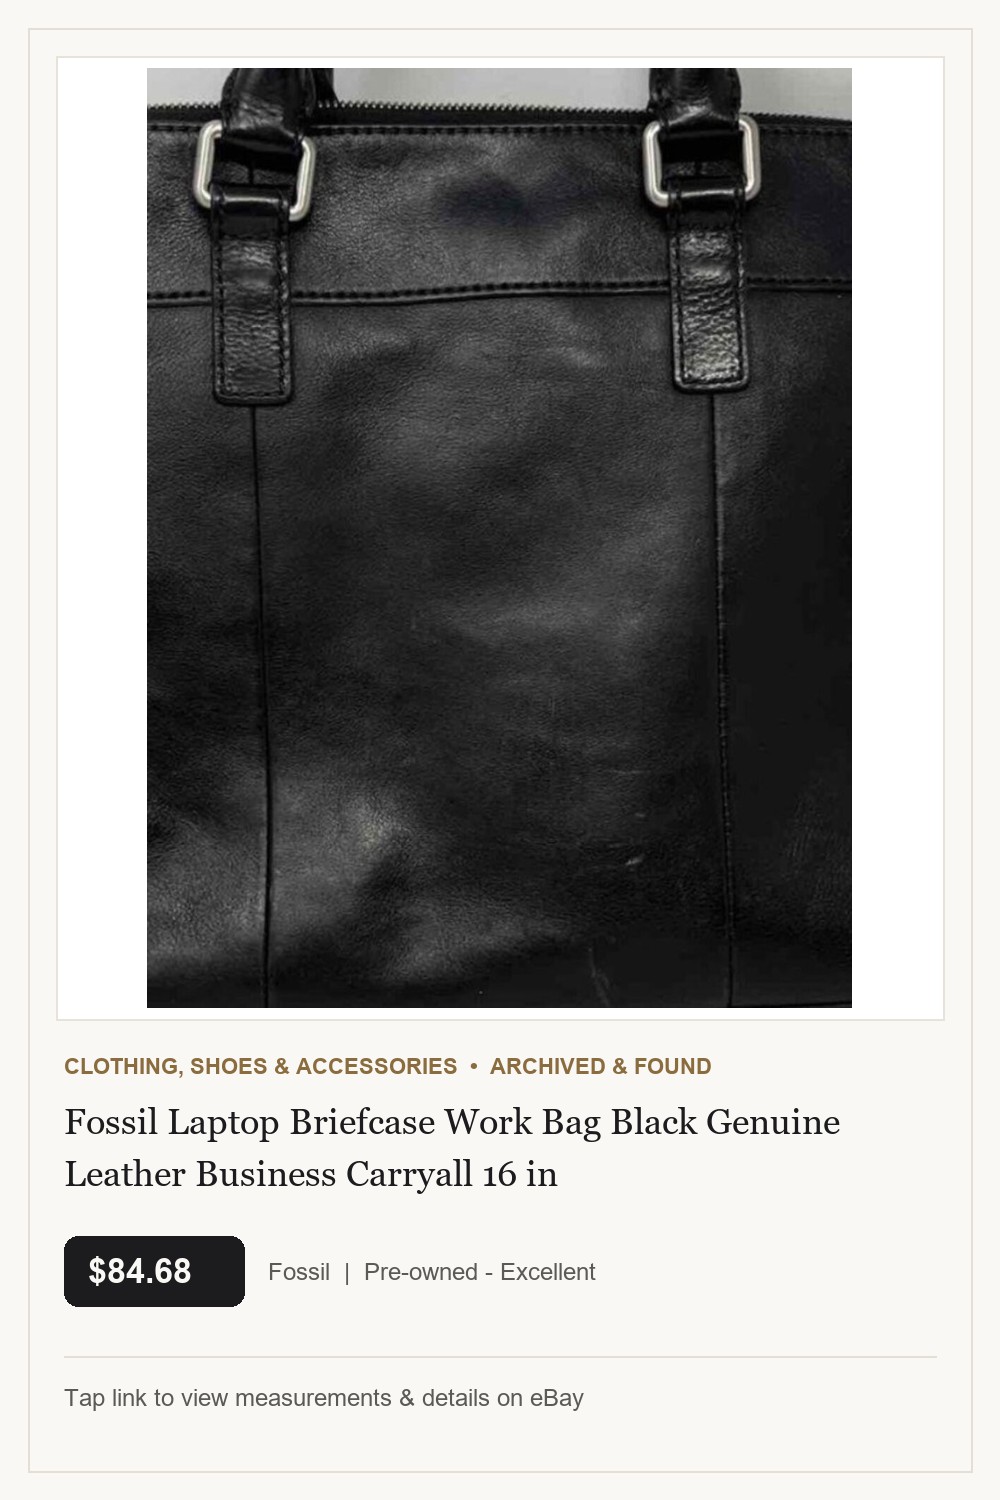 CLOTHING, SHOES & ACCESSORIES • ARCHIVED & FOUND
Fossil Laptop Briefcase Work Bag Black Genuine
Leather Business Carryall 16 in
$84.68
Fossil | Pre-owned - Excellent
Tap link to view measurements & details on eBay